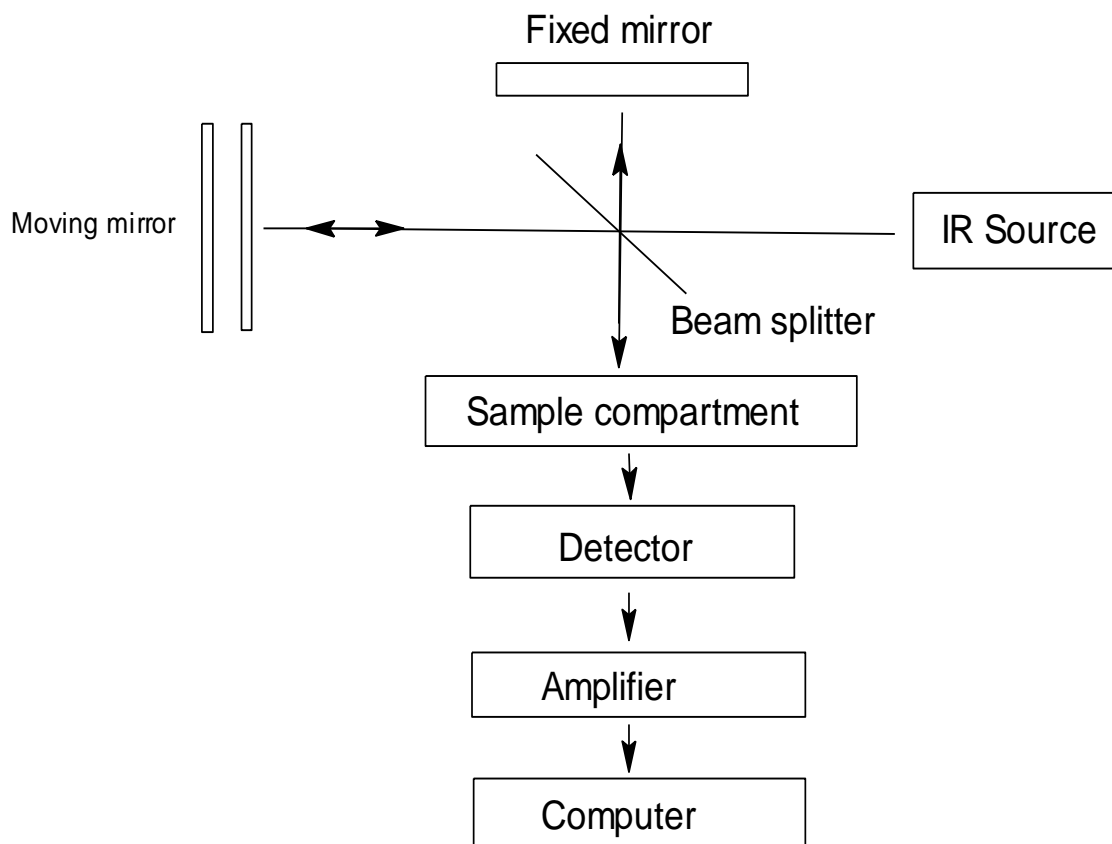 Fixed mirror
Moving mirror
IR Source
Beam splitter
Sample compartment
Detector
Amplifier
Computer